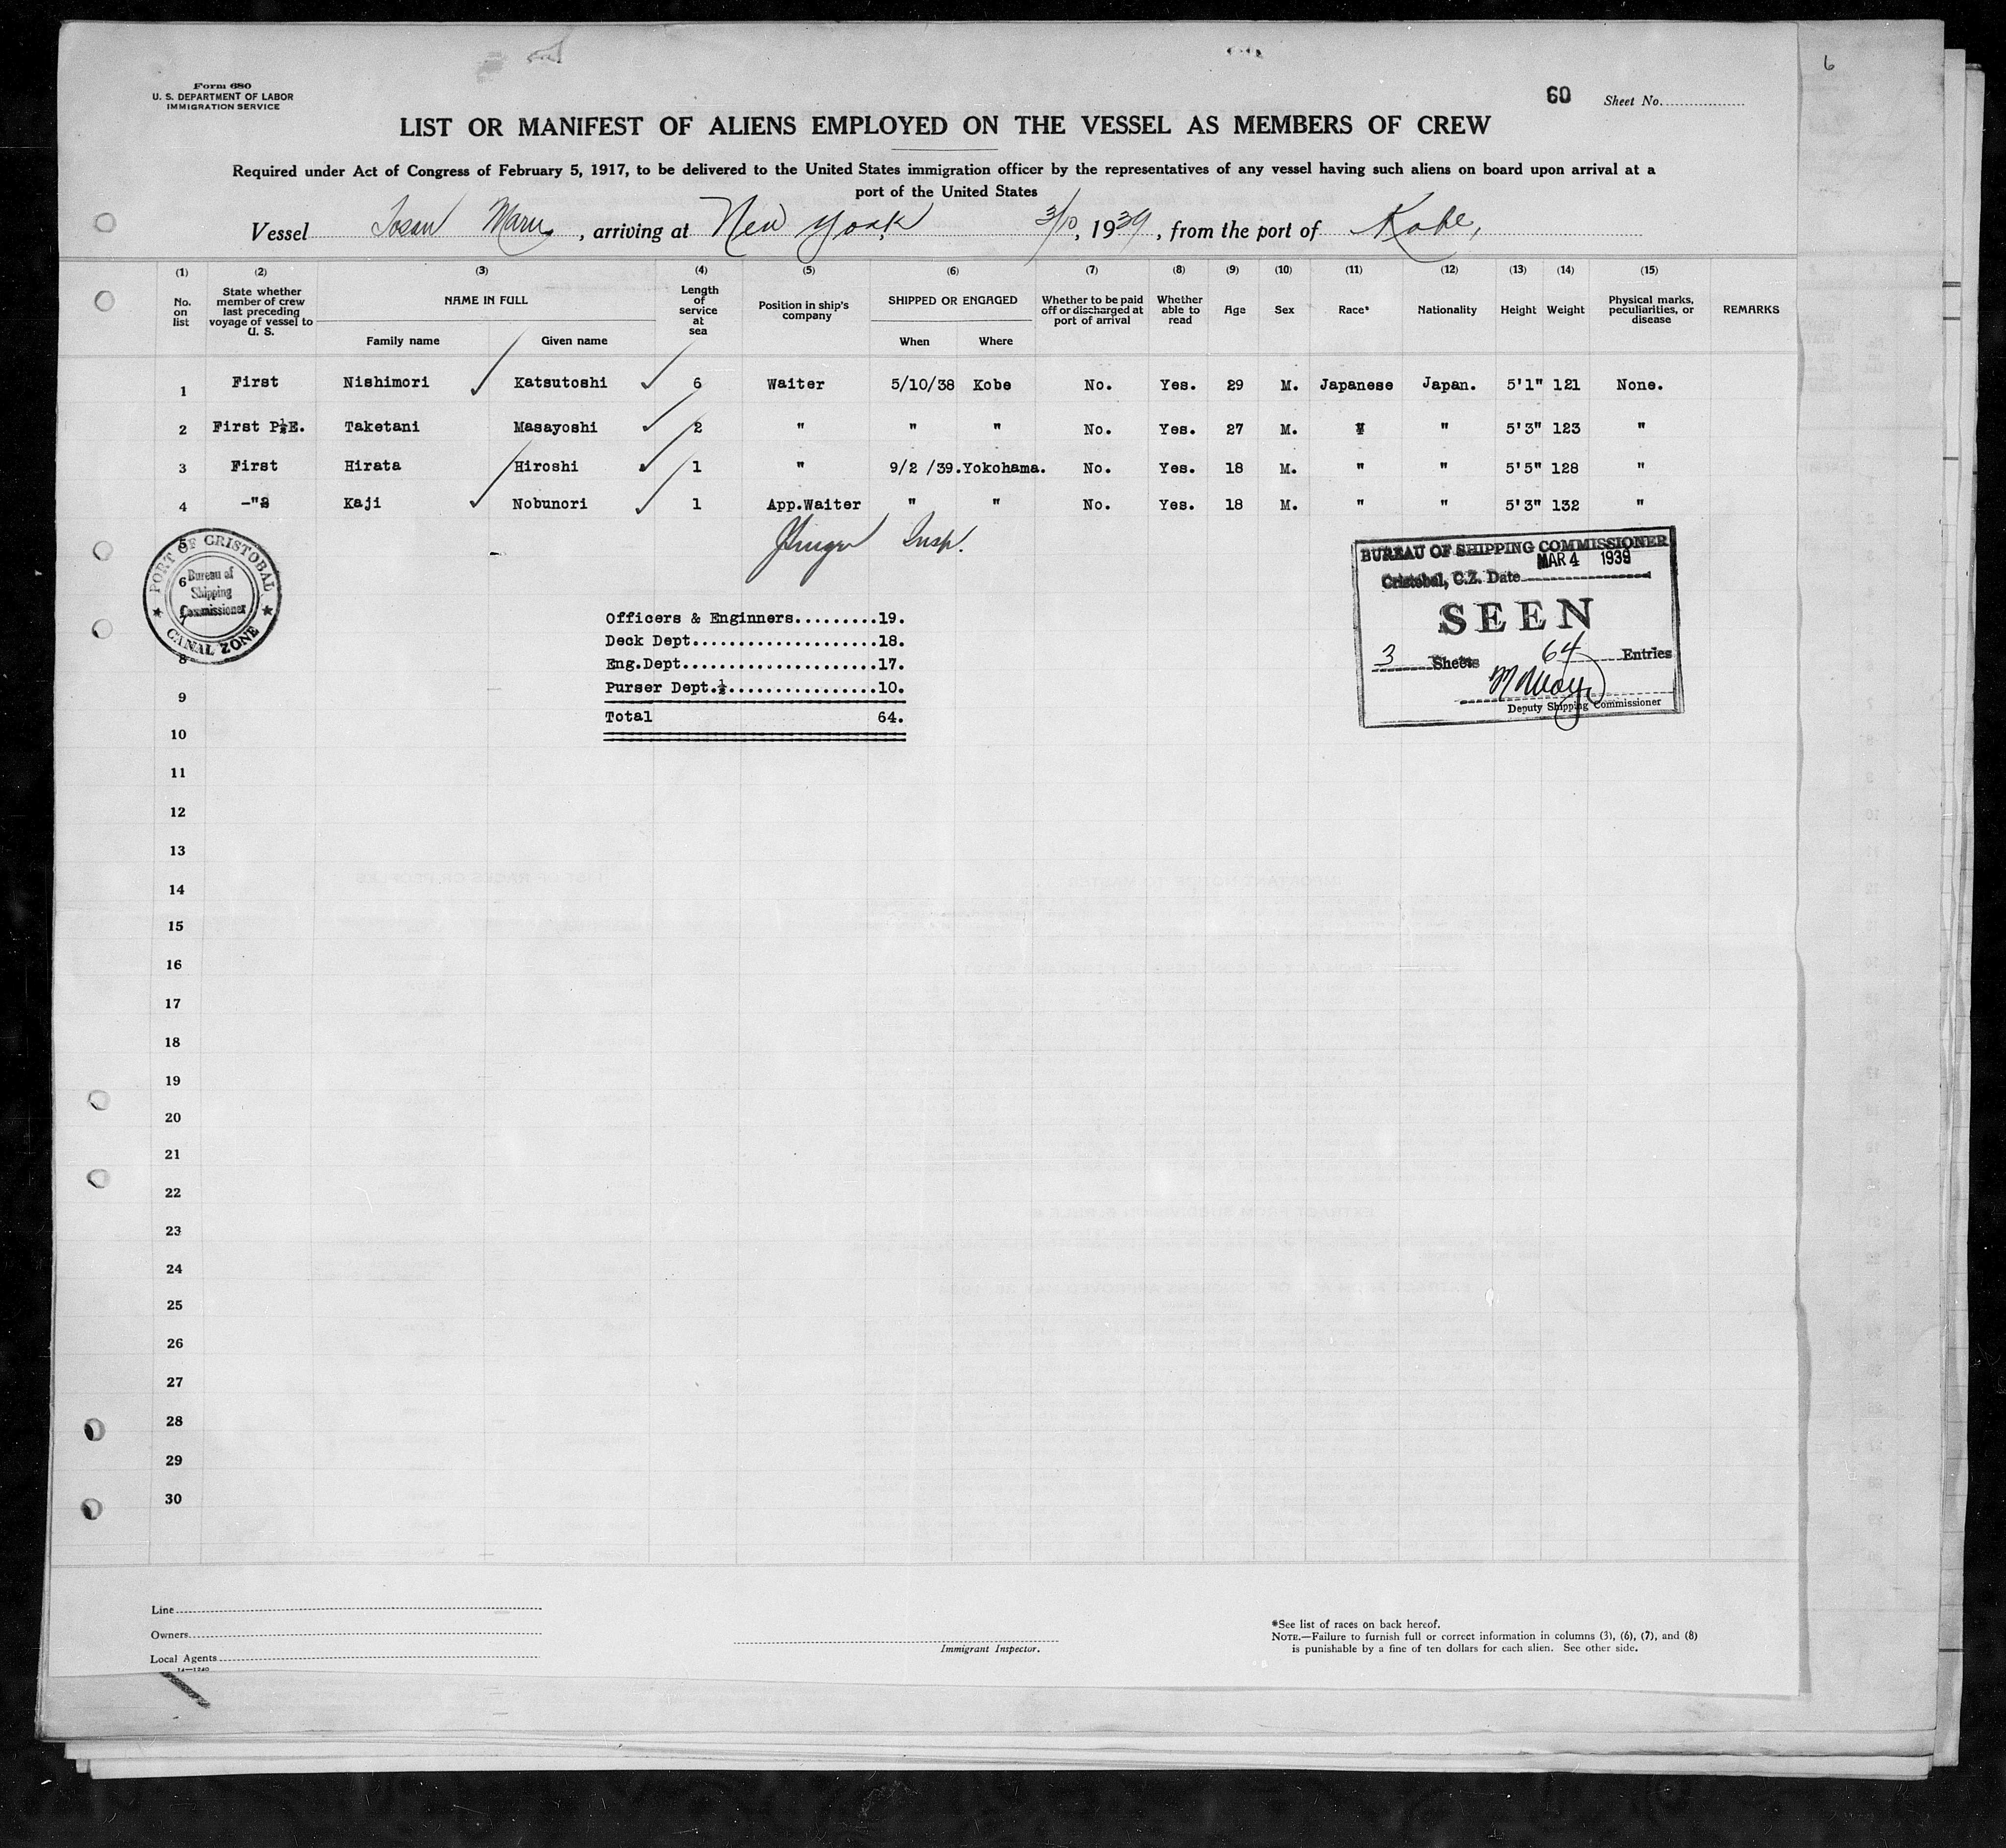 6
Form 680
U. S. DEPARTMENT OF LABOR
IMMIGRATION SERVICE
60 Sheet No.
LIST OR MANIFEST OF ALIENS EMPLOYED ON THE VESSEL AS MEMBERS OF CREW
Required under Act of Congress of February 5, 1917, to be delivered to the United States immigration officer by the representatives of any vessel having such aliens on board upon arrival at a
port of the United States
Vessel Tosan Maru, arriving at New York, 3/10, 1939, from the port of Kobe,
(1) (2) (3) (4) (5) (6) (7) (8) (9) (10) (11) (12) (13) (14) (15)
No. on list State whether member of crew last preceding voyage of vessel to U. S. NAME IN FULL Length of service at sea Position in ship's company SHIPPED OR ENGAGED Whether to be paid off or discharged at port of arrival Whether able to read Age Sex Race* Nationality Height Weight Physical marks, peculiarities, or disease REMARKS
Family name Given name When Where
1 First Nishimori Katsutoshi 6 Waiter 5/10/38 Kobe No. Yes. 29 M. Japanese Japan. 5'1" 121 None.
2 First P½E. Taketani Masayoshi 2 " " " No. Yes. 27 M. " " 5'3" 123 "
3 First Hirata Hiroshi 1 " 9/2 /39. Yokohama. No. Yes. 18 M. " " 5'5" 128 "
4 -" Kaji Nobunori 1 App.Waiter " " No. Yes. 18 M. " " 5'3" 132 "
Insp.
PORT OF CRISTOBAL
Bureau of
Shipping
Commissioner
CANAL ZONE
5
6
7
8
BUREAU OF SHIPPING COMMISSIONER
Cristobal, C.Z. Date MAR 4 1939
SEEN
3 Sheets 64 Entries
Deputy Shipping Commissioner
Officers & Enginners.........19.
Deck Dept....................18.
Eng.Dept.....................17.
Purser Dept.½................10.
Total 64.
9
10
11
12
13
14
15
16
17
18
19
20
21
22
23
24
25
26
27
28
29
30
Line
Owners
Local Agents
14—1240
Immigrant Inspector.
*See list of races on back hereof.
NOTE.—Failure to furnish full or correct information in columns (3), (6), (7), and (8)
is punishable by a fine of ten dollars for each alien. See other side.